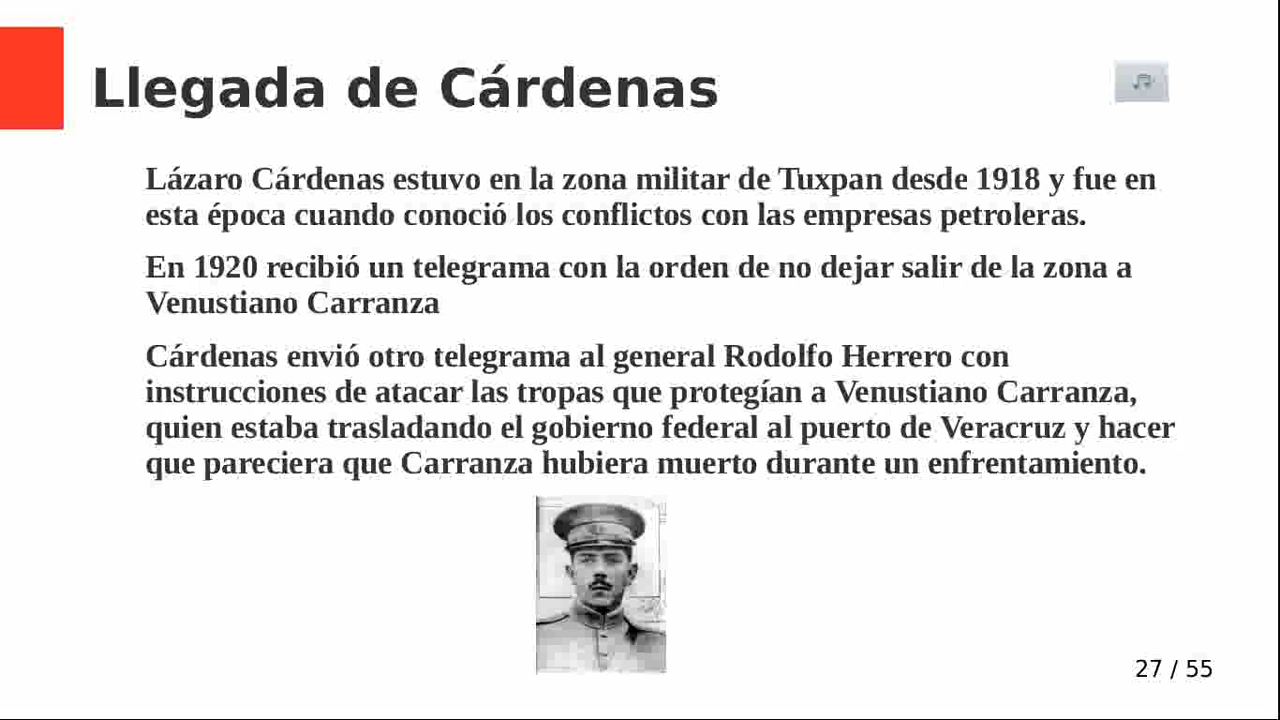 Llegada de Cárdenas
Lázaro Cárdenas estuvo en la zona militar de Tuxpan desde 1918 y fue en
esta época cuando conoció los conflictos con las empresas petroleras.
En 1920 recibió un telegrama con la orden de no dejar salir de la zona a
Venustiano Carranza
Cárdenas envió otro telegrama al general Rodolfo Herrero con
instrucciones de atacar las tropas que protegían a Venustiano Carranza,
quien estaba trasladando el gobierno federal al puerto de Veracruz y hacer
que pareciera que Carranza hubiera muerto durante un enfrentamiento.
27 / 55